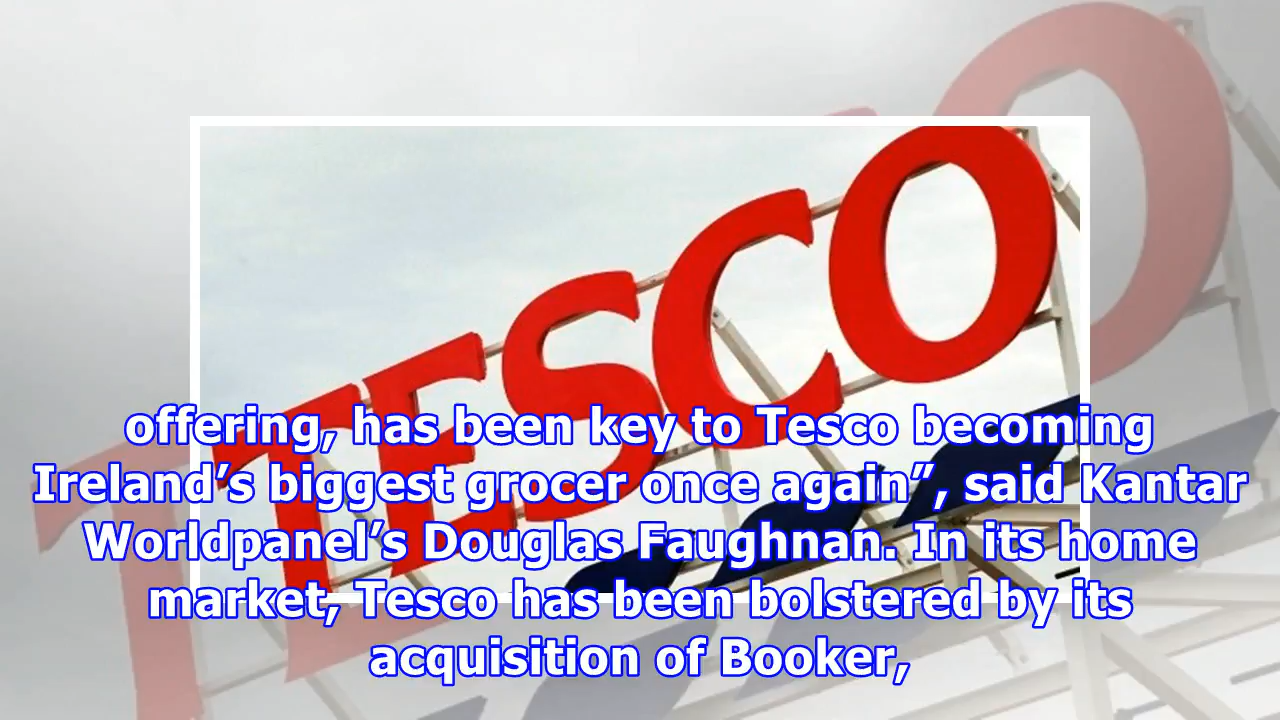 TESCO
offering, has been key to Tesco becoming
Ireland’s biggest grocer once again”, said Kantar
Worldpanel’s Douglas Faughnan. In its home
market, Tesco has been bolstered by its
acquisition of Booker,